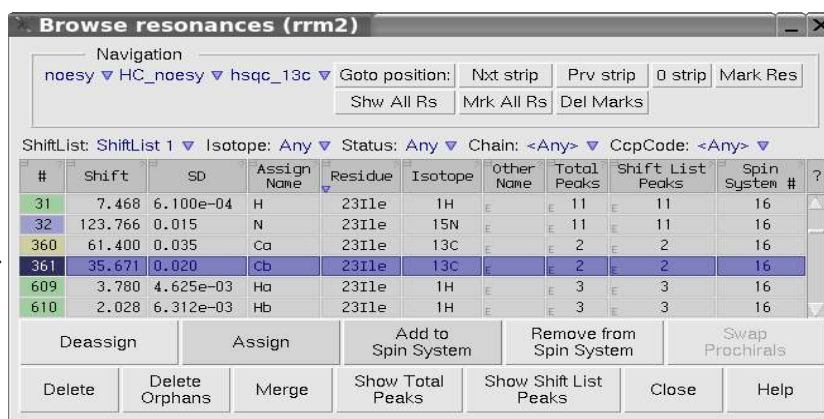 Browse resonances (rrm2)
Navigation
noesy HC_noesy hsqc_13c Goto position: Nxt strip Prv strip O strip Mark Res
Shw All Rs Mrk All Rs Del Marks
ShiftList: ShiftList 1 Isotope: Any Status: Any Chain: <Any> CcpCode: <Any>
# Shift SD Assign Name Residue Isotope Other Name Total Peaks Shift List Peaks Spin System # ?
31 7.468 6.100e-04 H 23Ile 1H E E 11 E 11 16
32 123.766 0.015 N 23Ile 15N E E 11 E 11 16
360 61.400 0.035 Ca 23Ile 13C E E 2 E 2 16
361 35.671 0.020 Cb 23Ile 13C E E 2 E 2 16
609 3.780 4.625e-03 Ha 23Ile 1H E E 3 E 3 16
610 2.028 6.312e-03 Hb 23Ile 1H E E 3 E 3 16
Deassign Assign Add to Spin System Remove from Spin System Swap Prochirals
Delete Delete Orphans Merge Show Total Peaks Show Shift List Peaks Close Help